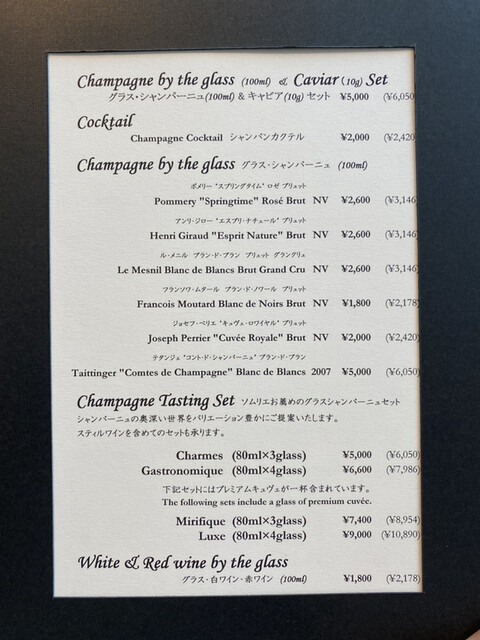 Champagne by the glass (100ml) & Caviar(10g) Set
グラス・シャンパーニュ(100ml) & キャビア(10g) セット ¥5,000 (¥6,050)
Cocktail
Champagne Cocktail シャンパンカクテル ¥2,000 (¥2,420)
Champagne by the glass グラス・シャンパーニュ (100ml)
ポメリー "スプリングタイム" ロゼ ブリュット
Pommery "Springtime" Rosé Brut NV ¥2,600 (¥3,146)
アンリ・ジロー "エスプリ・ナチュール" ブリュット
Henri Giraud "Esprit Nature" Brut NV ¥2,600 (¥3,146)
ル・メニル ブラン・ド・ブラン ブリュット グラングリュ
Le Mesnil Blanc de Blancs Brut Grand Cru NV ¥2,600 (¥3,146)
フランソワ・ムタール ブラン・ド・ノワール ブリュット
Francois Moutard Blanc de Noirs Brut NV ¥1,800 (¥2,178)
ジョセフ・ペリエ "キュヴェ・ロワイヤル" ブリュット
Joseph Perrier "Cuvée Royale" Brut NV ¥2,000 (¥2,420)
テタンジェ "コント・ド・シャンパーニュ" ブラン・ド・ブラン
Taittinger "Comtes de Champagne" Blanc de Blancs 2007 ¥5,000 (¥6,050)
Champagne Tasting Set ソムリエお薦めのグラスシャンパーニュセット
シャンパーニュの奥深い世界をバリエーション豊かにご提案いたします。
スティルワインを含めてのセットも承ります。
Charmes (80ml×3glass) ¥5,000 (¥6,050)
Gastronomique (80ml×4glass) ¥6,600 (¥7,986)
下記セットにはプレミアムキュヴェが一杯含まれています。
The following sets include a glass of premium cuvée.
Mirifique (80ml×3glass) ¥7,400 (¥8,954)
Luxe (80ml×4glass) ¥9,000 (¥10,890)
White & Red wine by the glass
グラス・白ワイン・赤ワイン (100ml) ¥1,800 (¥2,178)